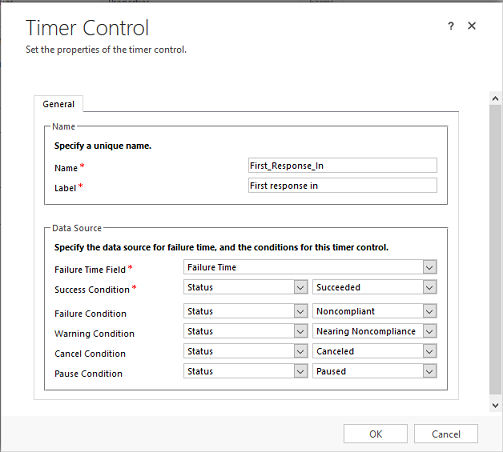 Timer Control
? ×
Set the properties of the timer control.
General
Name
Specify a unique name.
Name * First_Response_In
Label * First response in
Data Source
Specify the data source for failure time, and the conditions for this timer control.
Failure Time Field * Failure Time
Success Condition * Status Succeeded
Failure Condition Status Noncompliant
Warning Condition Status Nearing Noncompliance
Cancel Condition Status Canceled
Pause Condition Status Paused
OK Cancel